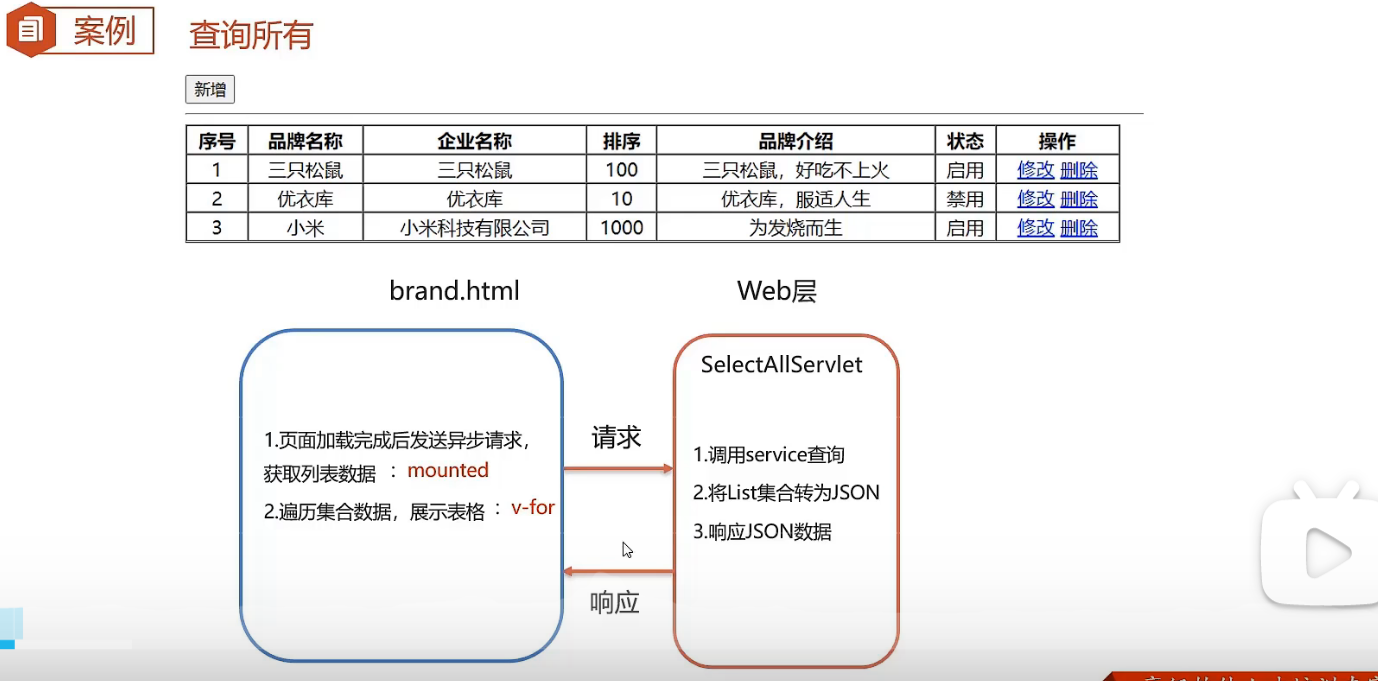 案例
查询所有
新增
序号 品牌名称 企业名称 排序 品牌介绍 状态 操作
1 三只松鼠 三只松鼠 100 三只松鼠，好吃不上火 启用 修改 删除
2 优衣库 优衣库 10 优衣库，服适人生 禁用 修改 删除
3 小米 小米科技有限公司 1000 为发烧而生 启用 修改 删除
brand.html
Web层
1.页面加载完成后发送异步请求，
获取列表数据 ：mounted
2.遍历集合数据，展示表格 ：v-for
请求
响应
SelectAllServlet
1.调用service查询
2.将List集合转为JSON
3.响应JSON数据